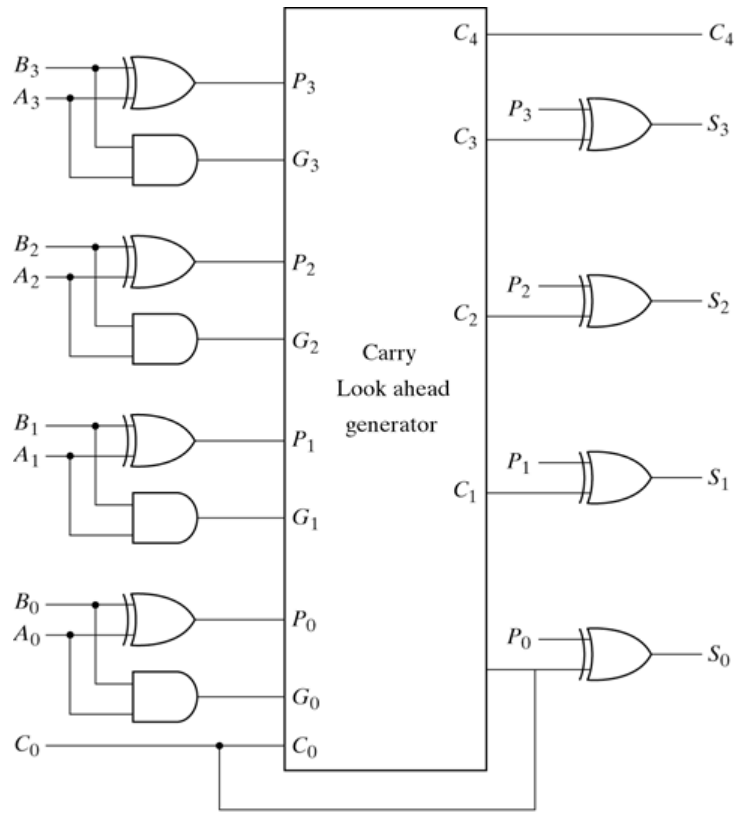 B₃
A₃
P₃
G₃
B₂
A₂
P₂
G₂
B₁
A₁
P₁
G₁
B₀
A₀
P₀
G₀
C₀
C₀
Carry
Look ahead
generator
C₄
C₄
C₃
P₃
S₃
C₂
P₂
S₂
C₁
P₁
S₁
P₀
S₀